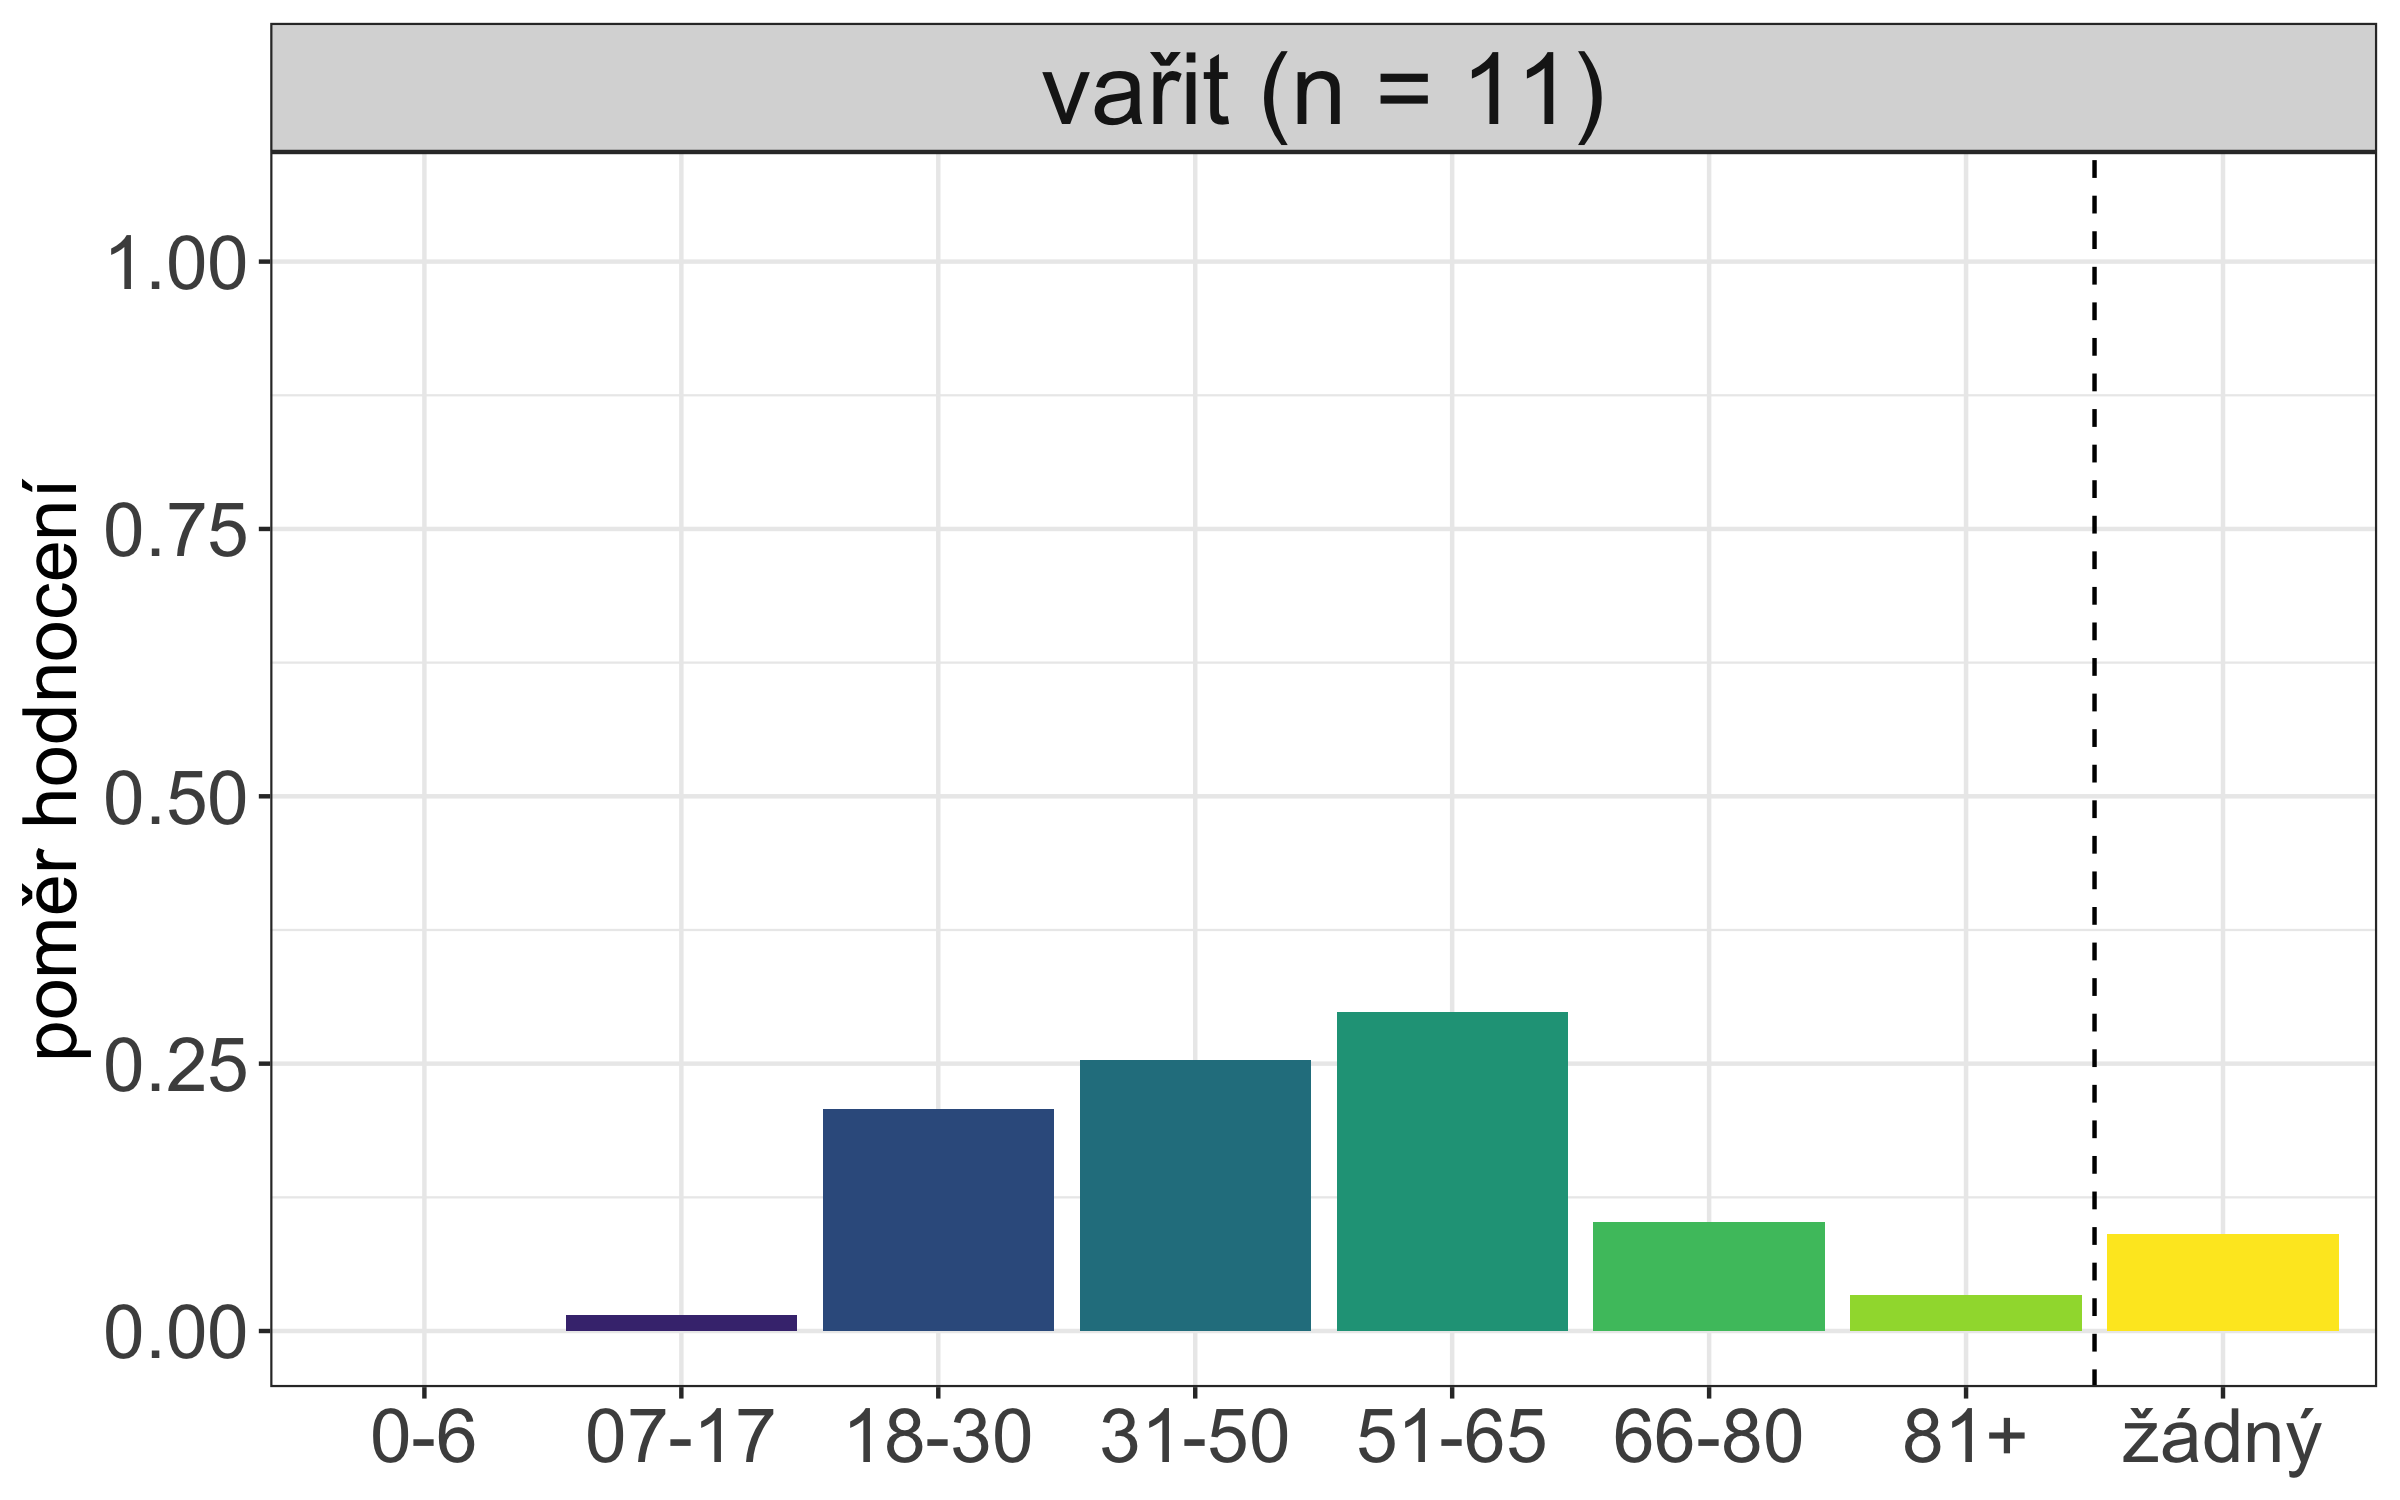 vařit (n = 11)
poměr hodnocení
1.00
0.75
0.50
0.25
0.00
0-6 07-17 18-30 31-50 51-65 66-80 81+ žádný